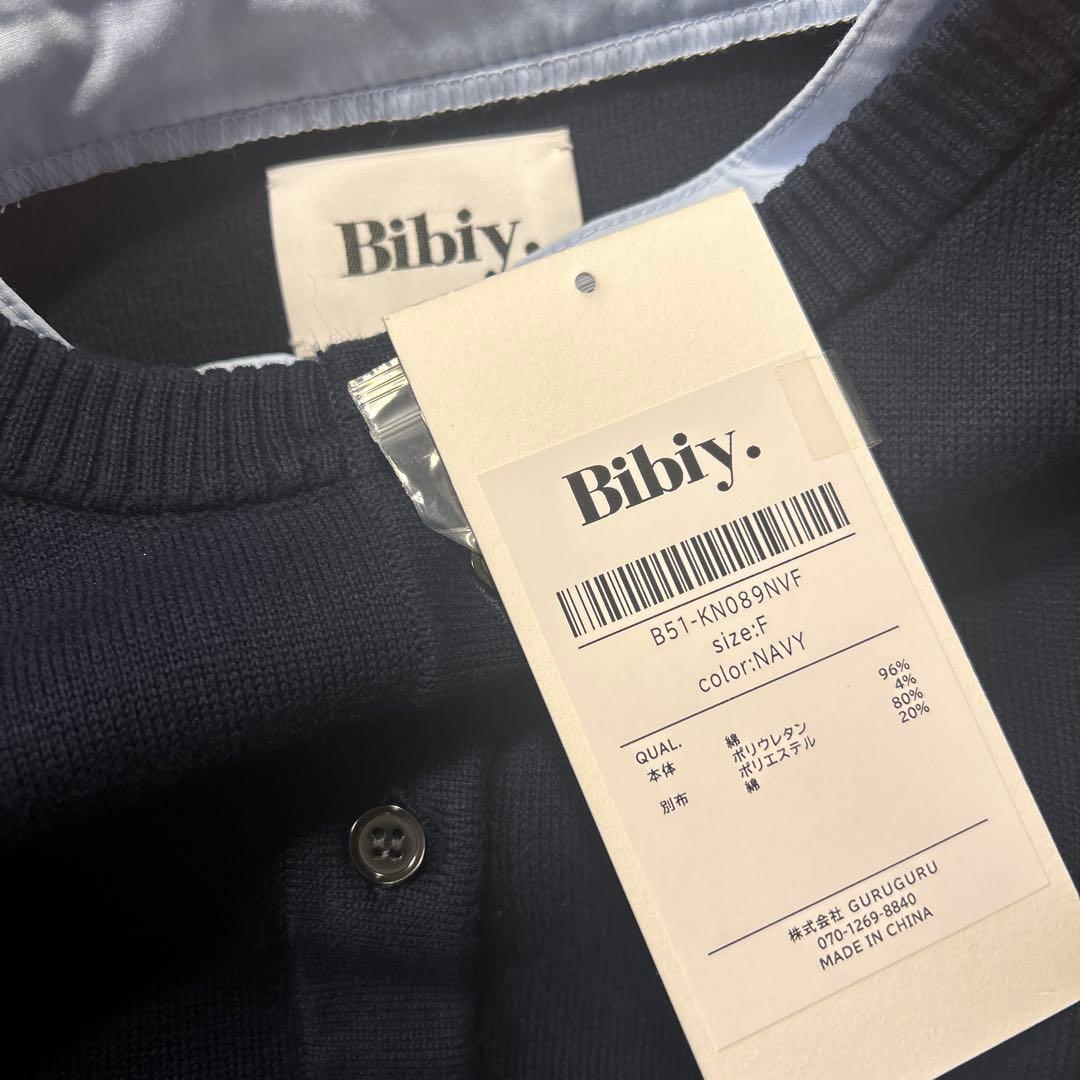 Bibiy.
Bibiy.
B51-KN089NVF
size:F
color:NAVY
QUAL.
本体 綿 96%
ポリウレタン 4%
別布 ポリエステル 80%
綿 20%
株式会社 GURUGURU
070-1269-8840
MADE IN CHINA